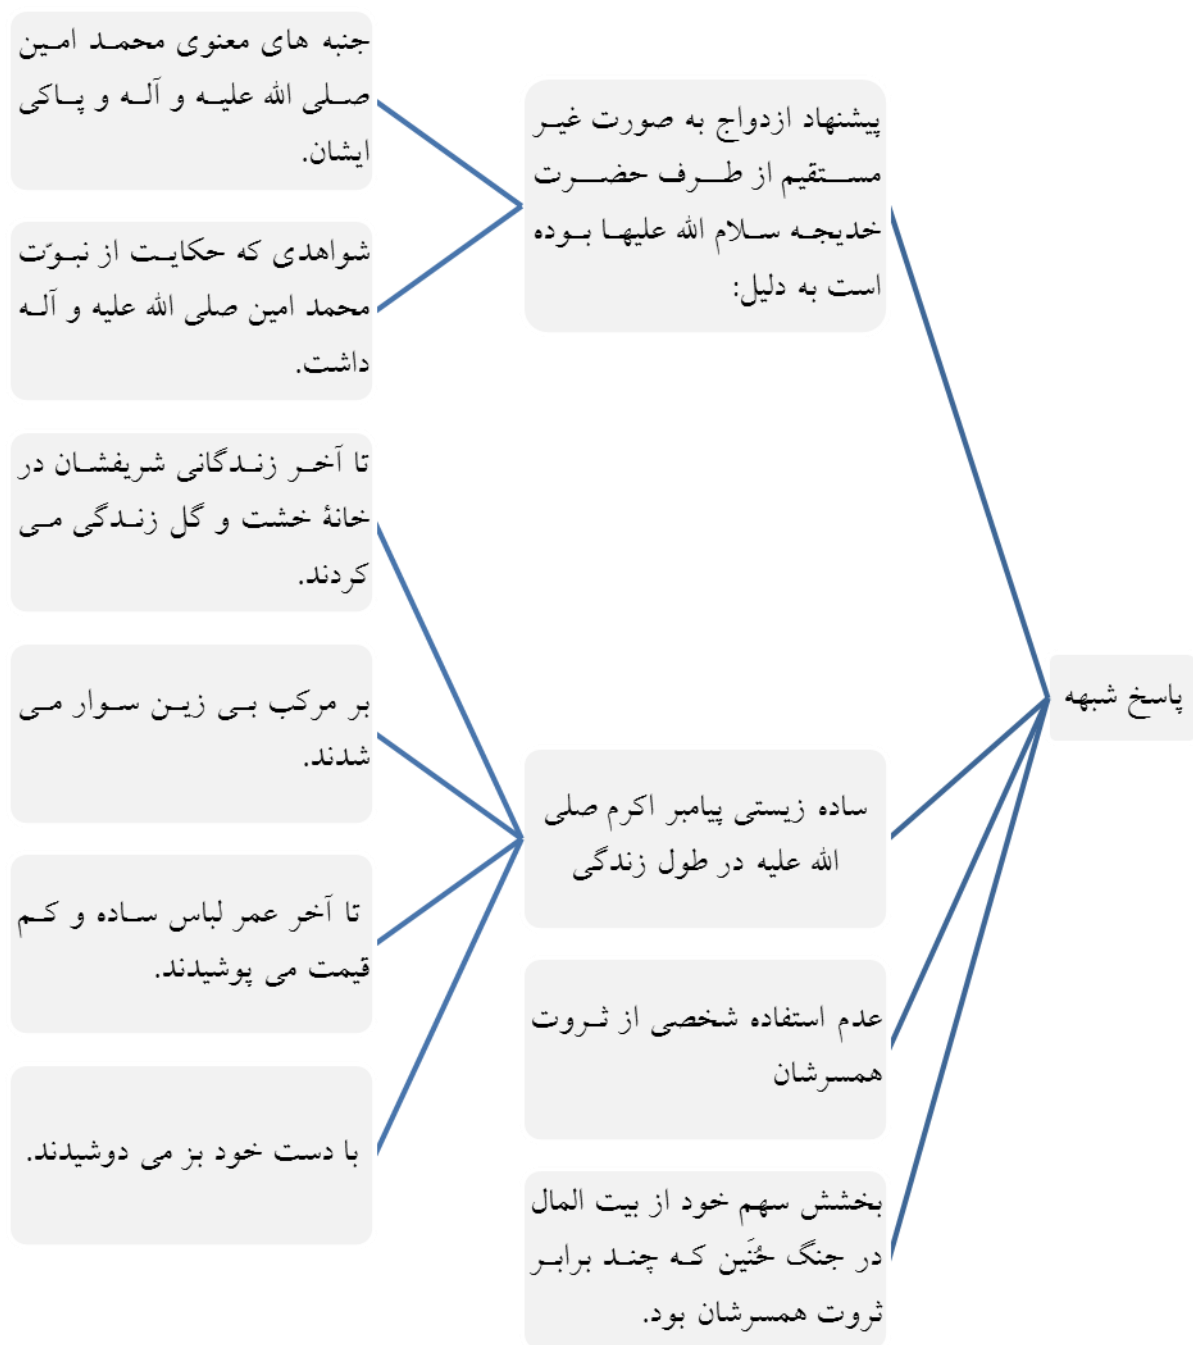 پاسخ شبهه
پیشنهاد ازدواج به صورت غیر
مستقیم از طرف حضرت
خدیجه سلام الله علیها بوده
است به دلیل:
جنبه های معنوی محمد امین
صلی الله علیه و آله و پاکی
ایشان.
شواهدی که حکایت از نبوّت
محمد امین صلی الله علیه و آله
داشت.
ساده زیستی پیامبر اکرم صلی
الله علیه در طول زندگی
تا آخر زندگانی شریفشان در
خانهٔ خشت و گل زندگی می
کردند.
بر مرکب بی زین سوار می
شدند.
تا آخر عمر لباس ساده و کم
قیمت می پوشیدند.
با دست خود بز می دوشیدند.
عدم استفاده شخصی از ثروت
همسرشان
بخشش سهم خود از بیت المال
در جنگ حُنَین که چند برابر
ثروت همسرشان بود.